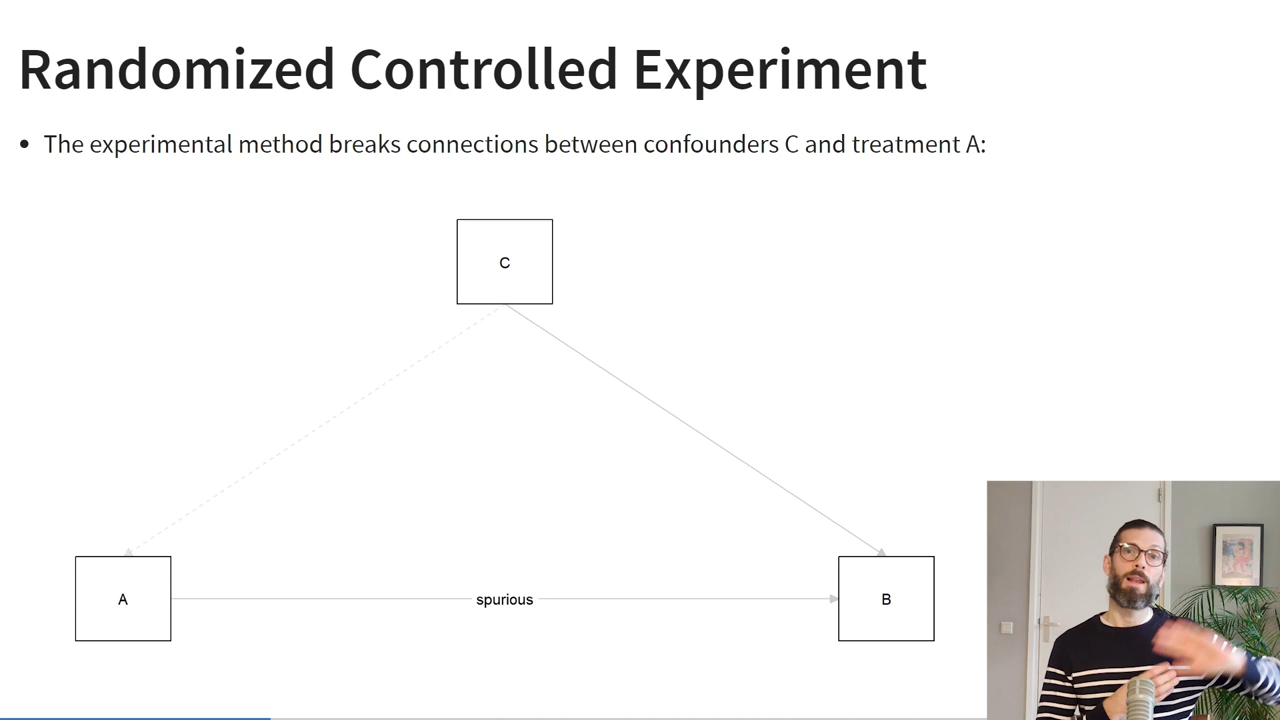 Randomized Controlled Experiment
• The experimental method breaks connections between confounders C and treatment A:
C
A
spurious
B